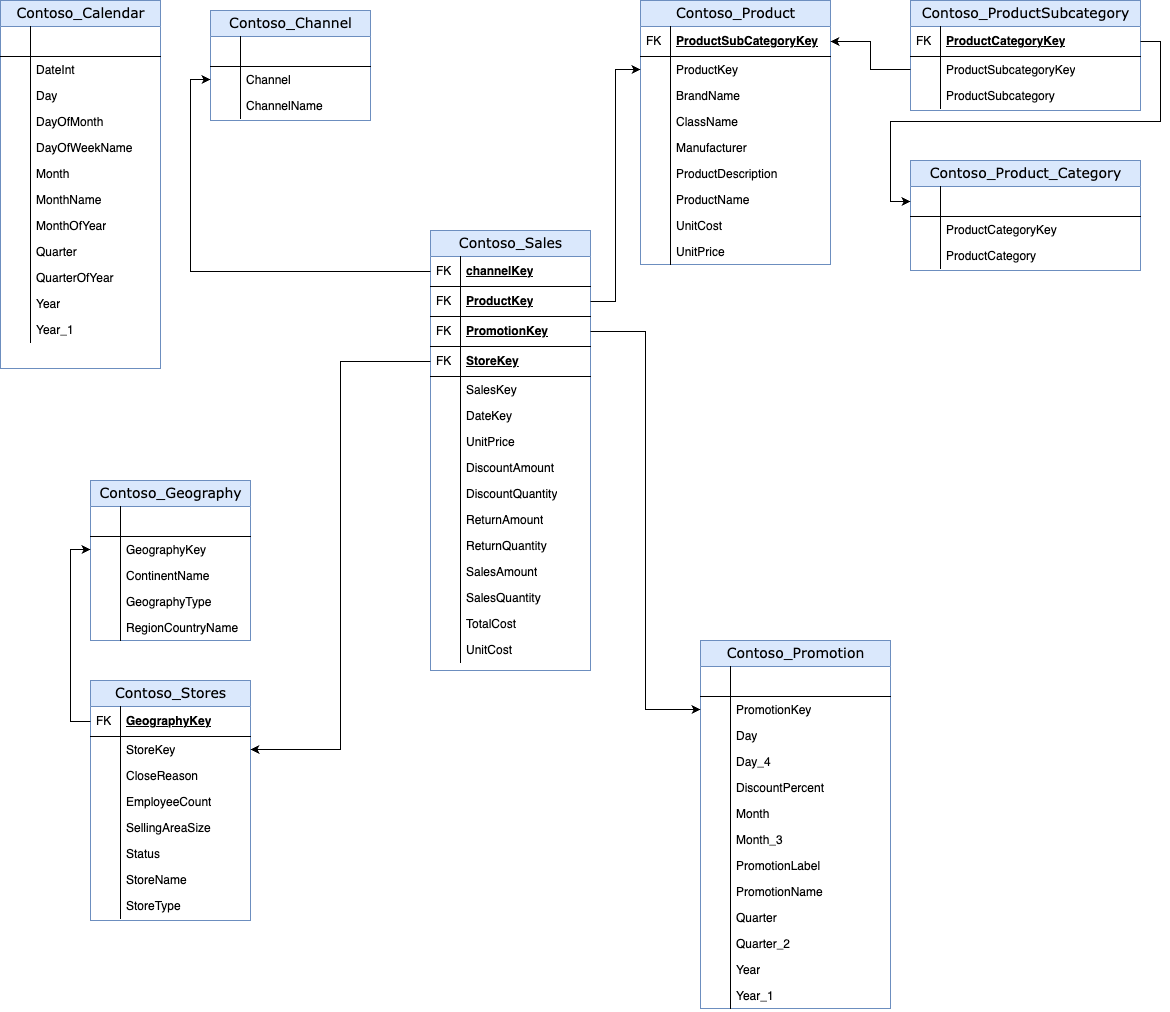 Contoso_Calendar
DateInt
Day
DayOfMonth
DayOfWeekName
Month
MonthName
MonthOfYear
Quarter
QuarterOfYear
Year
Year_1
Contoso_Channel
Channel
ChannelName
Contoso_Product
FK ProductSubCategoryKey
ProductKey
BrandName
ClassName
Manufacturer
ProductDescription
ProductName
UnitCost
UnitPrice
Contoso_ProductSubcategory
FK ProductCategoryKey
ProductSubcategoryKey
ProductSubcategory
Contoso_Product_Category
ProductCategoryKey
ProductCategory
Contoso_Sales
FK channelKey
FK ProductKey
FK PromotionKey
FK StoreKey
SalesKey
DateKey
UnitPrice
DiscountAmount
DiscountQuantity
ReturnAmount
ReturnQuantity
SalesAmount
SalesQuantity
TotalCost
UnitCost
Contoso_Geography
GeographyKey
ContinentName
GeographyType
RegionCountryName
Contoso_Stores
FK GeographyKey
StoreKey
CloseReason
EmployeeCount
SellingAreaSize
Status
StoreName
StoreType
Contoso_Promotion
PromotionKey
Day
Day_4
DiscountPercent
Month
Month_3
PromotionLabel
PromotionName
Quarter
Quarter_2
Year
Year_1